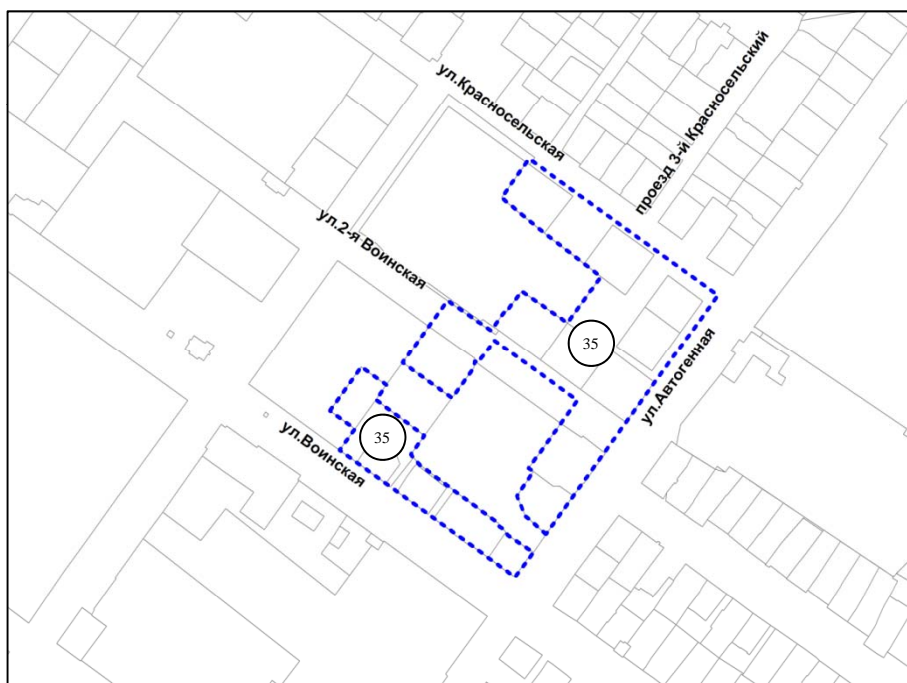 ул.Красносельская
проезд 3-й Красносельский
ул.2-я Воинская
35
ул.Автогенная
35
ул.Воинская